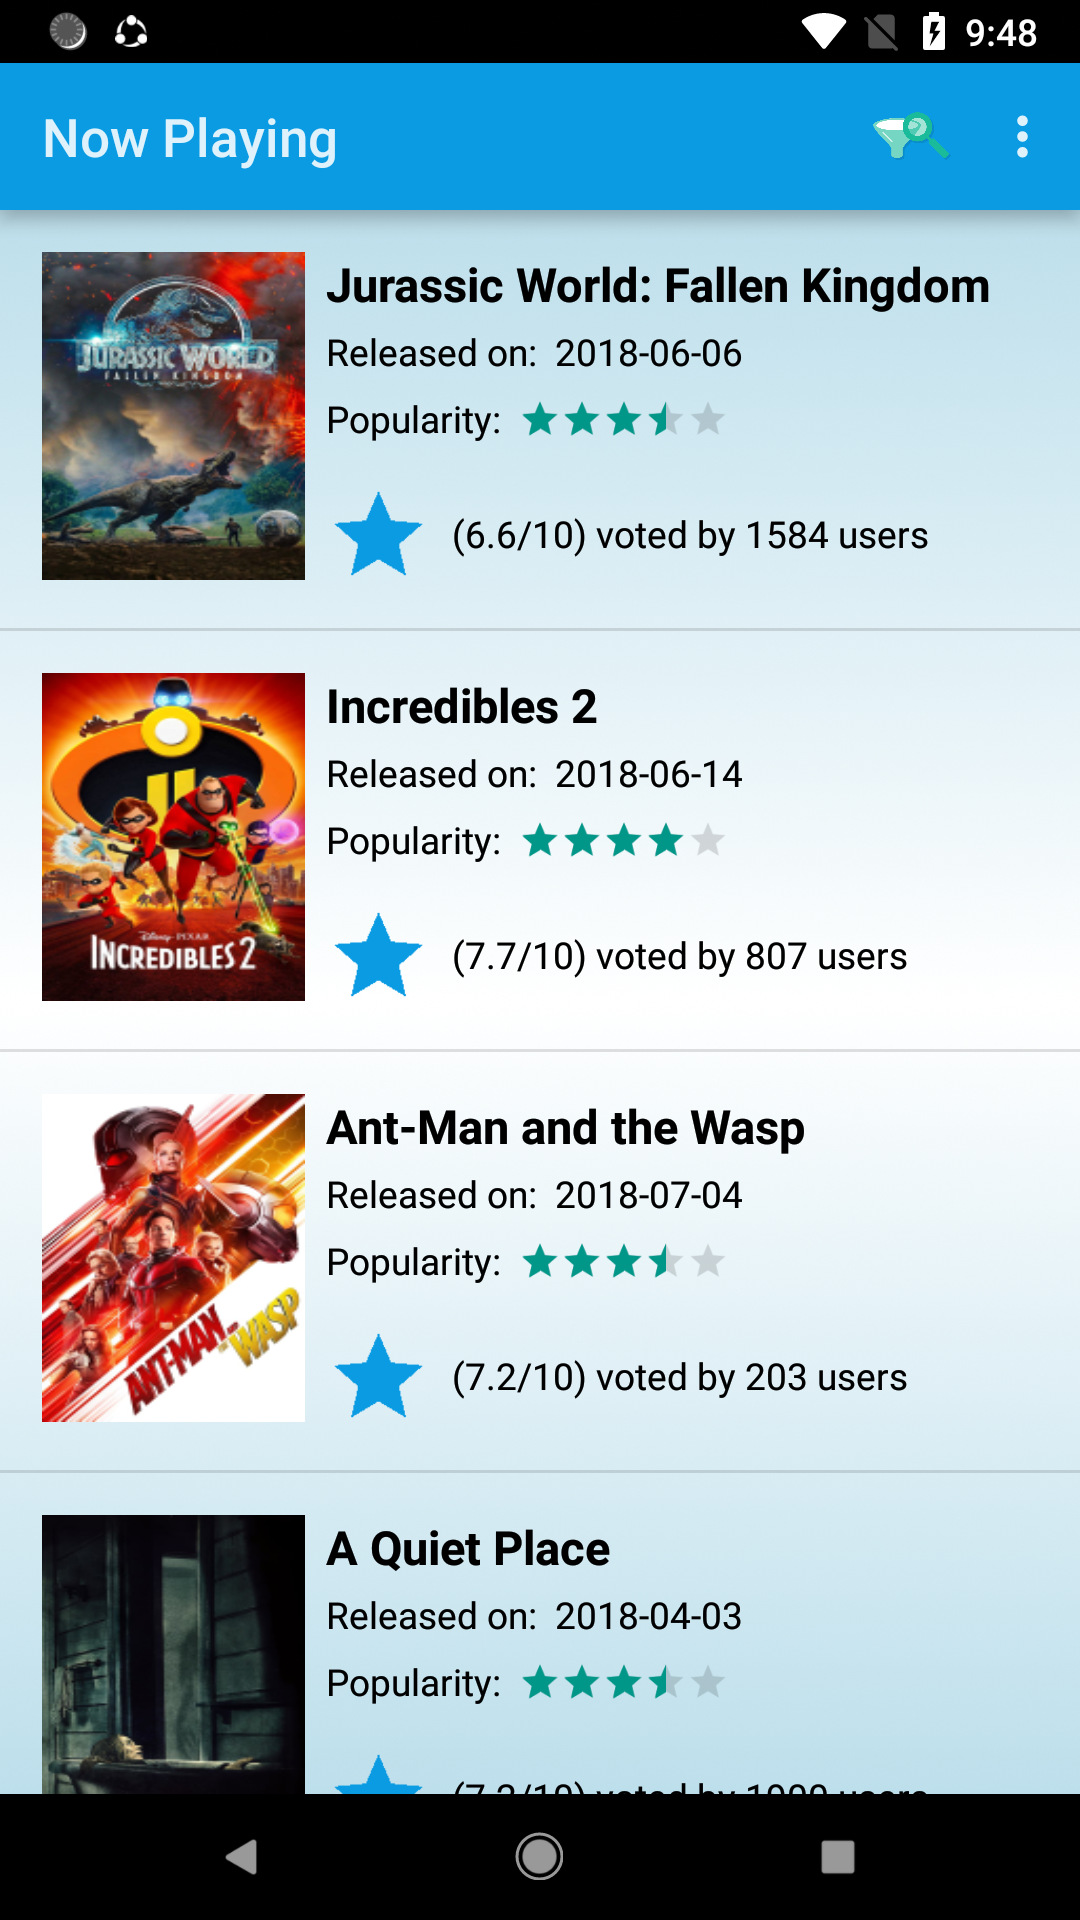 9:48
Now Playing
JURASSIC WORLD
FALLEN KINGDOM
Jurassic World: Fallen Kingdom
Released on: 2018-06-06
Popularity:
(6.6/10) voted by 1584 users
Disney PIXAR
INCREDIBLES 2
Incredibles 2
Released on: 2018-06-14
Popularity:
(7.7/10) voted by 807 users
ANT-MAN
WASP
Ant-Man and the Wasp
Released on: 2018-07-04
Popularity:
(7.2/10) voted by 203 users
A Quiet Place
Released on: 2018-04-03
Popularity:
voted by
users